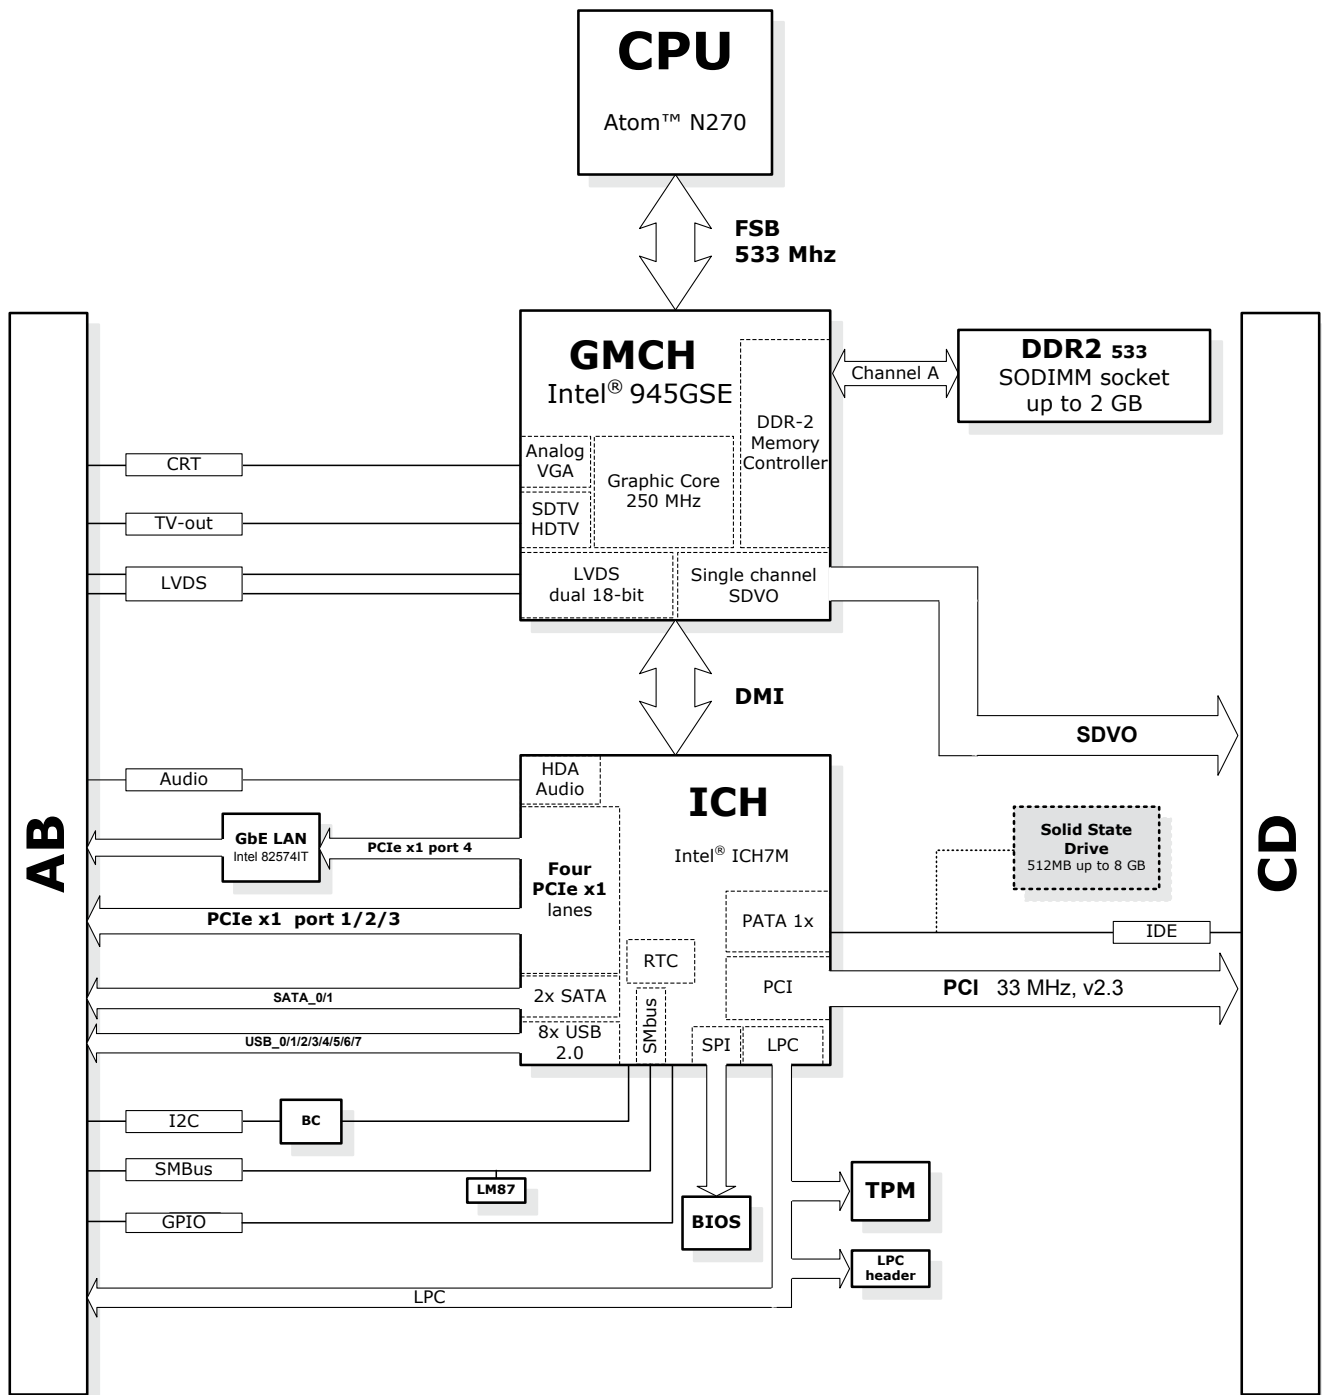 CPU
Atom™ N270
FSB
533 Mhz
GMCH
Intel® 945GSE
DDR-2
Memory
Controller
Analog
VGA
Graphic Core
250 MHz
SDTV
HDTV
LVDS
dual 18-bit
Single channel
SDVO
Channel A
DDR2 533
SODIMM socket
up to 2 GB
CRT
TV-out
LVDS
DMI
SDVO
AB
CD
Audio
HDA
Audio
ICH
Intel® ICH7M
GbE LAN
Intel 82574IT
PCIe x1 port 4
Four
PCIe x1
lanes
PCIe x1 port 1/2/3
Solid State
Drive
512MB up to 8 GB
PATA 1x
IDE
RTC
PCI
PCI 33 MHz, v2.3
SATA_0/1
2x SATA
USB_0/1/2/3/4/5/6/7
8x USB
2.0
SMbus
SPI
LPC
I2C
BC
SMBus
LM87
GPIO
BIOS
TPM
LPC
header
LPC